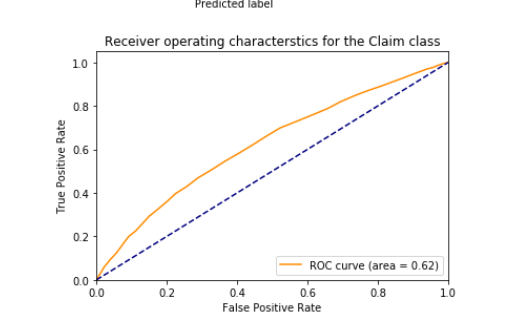 Predicted label
Receiver operating characterstics for the Claim class
1.0
0.8
0.6
0.4
0.2
0.0
True Positive Rate
ROC curve (area = 0.62)
0.0 0.2 0.4 0.6 0.8 1.0
False Positive Rate